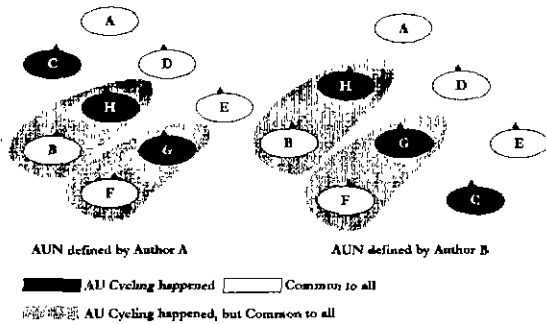 A
A
C
D
H
D
H
E
B
G
B
G
E
F
F
C
AUN defined by Author A
AUN defined by Author B
AU Cycling happened
Common to all
AU Cycling happened, but Common to all